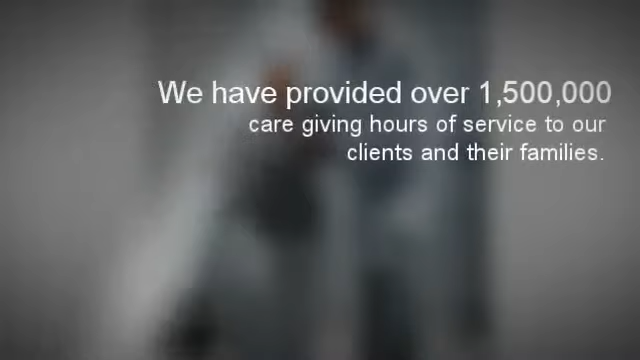 We have provided over 1,500,000
care giving hours of service to our
clients and their families.